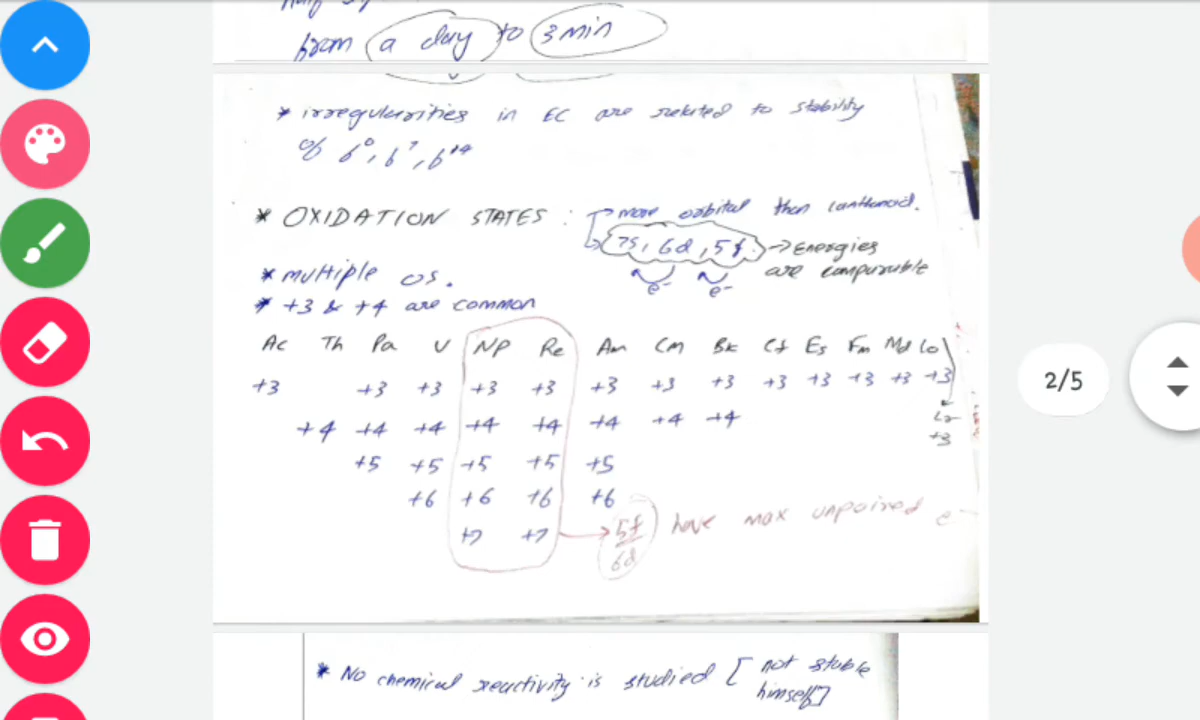 from a day to 3 min
* irregularities in EC are related to stability
of f⁰, f⁷, f¹⁴
* OXIDATION STATES : → more orbital than lanthanoid.
→ 7s, 6d, 5f → Energies
are comparable
e⁻ e⁻
* multiple os.
* +3 & +4 are common
Ac Th Pa U NP Re Am Cm Bk Cf Es Fm Md Lo
+3 +3 +3 +3 +3 +3 +3 +3 +3 +3 +3 +3 +3
+4 +4 +4 +4 +4 +4 +4 +4
Lr
+3
+5 +5 +5 +5 +5
+6 +6 +6 +6
+7 +7 → 5f have max unpaired e⁻
6d
* No chemical reactivity is studied [ not stable
himself]
2/5